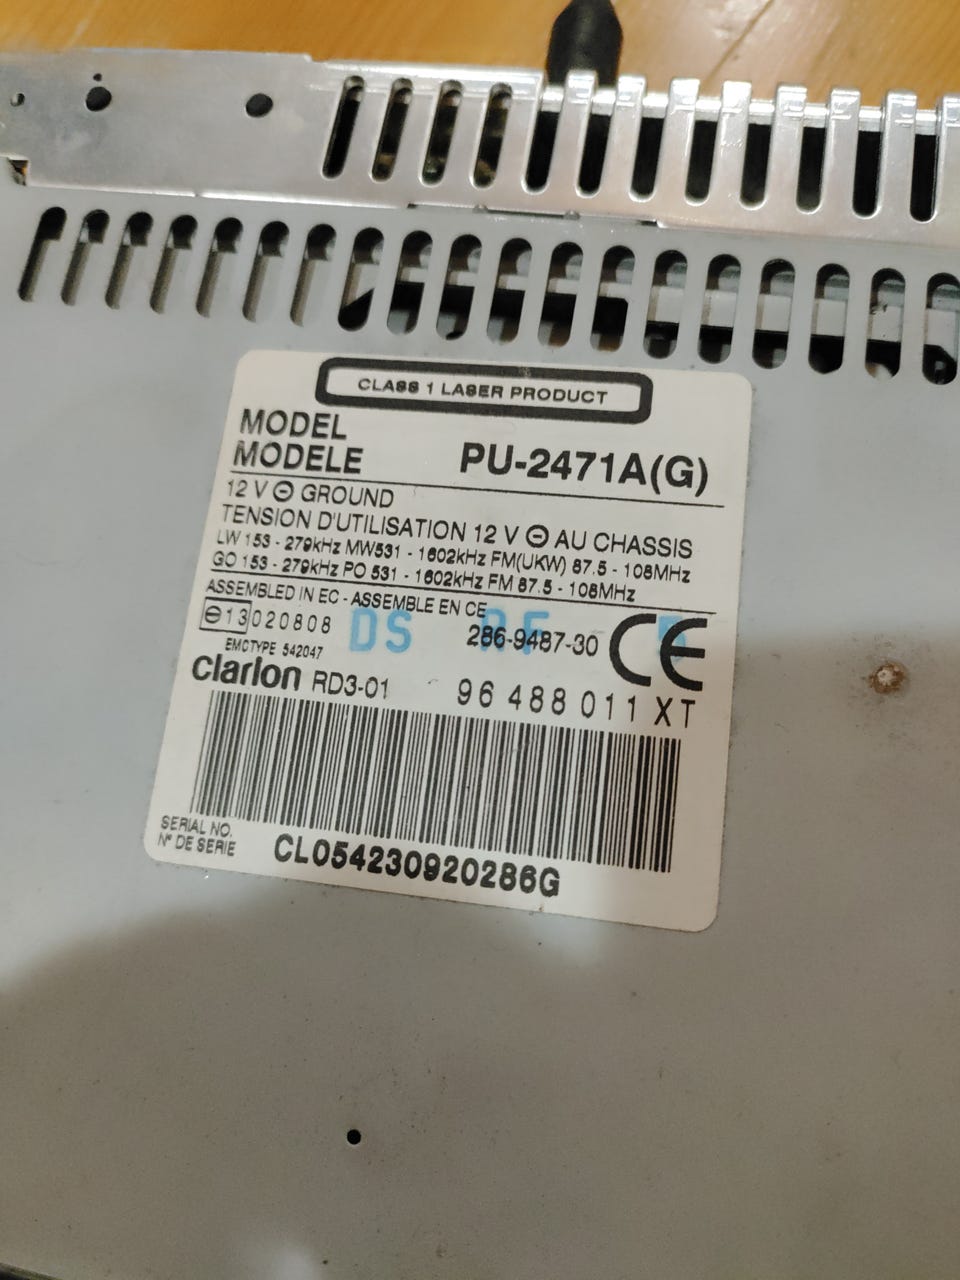 CLASS 1 LASER PRODUCT
MODEL
MODELE PU-2471A(G)
12 V ⊖ GROUND
TENSION D'UTILISATION 12 V ⊖ AU CHASSIS
LW 153 - 279kHz MW531 - 1602kHz FM(UKW) 87.5 - 108MHz
GO 153 - 279kHz PO 531 - 1602kHz FM 87.5 - 108MHz
ASSEMBLED IN EC - ASSEMBLE EN CE
e13 020808 DS 286-9487-30 CE
EMCTYPE 542047
clarion RD3-01 96 488 011 XT
SERIAL NO.
N° DE SERIE CL054230920286G